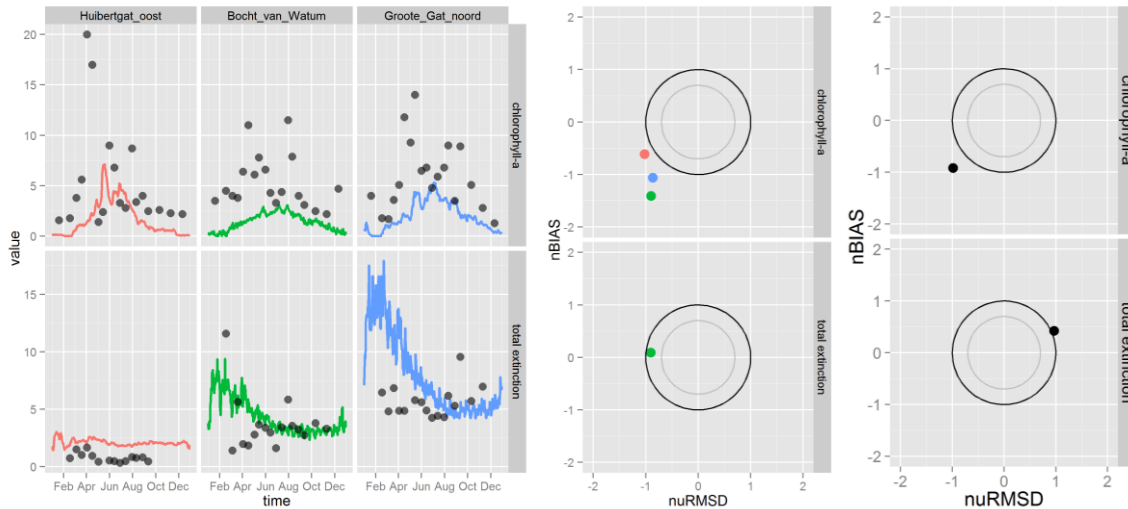 Huibertgat_oost
Bocht_van_Watum
Groote_Gat_noord
20
15
10
5
0
chlorophyll-a
value
15
10
5
0
total extinction
Feb Apr Jun Aug Oct Dec
Feb Apr Jun Aug Oct Dec
Feb Apr Jun Aug Oct Dec
time
2
1
0
-1
-2
chlorophyll-a
nBIAS
2
1
0
-1
-2
total extinction
-2 -1 0 1 2
nuRMSD
2
1
0
-1
-2
chlorophyll-a
nBIAS
2
1
0
-1
-2
total extinction
-2 -1 0 1 2
nuRMSD